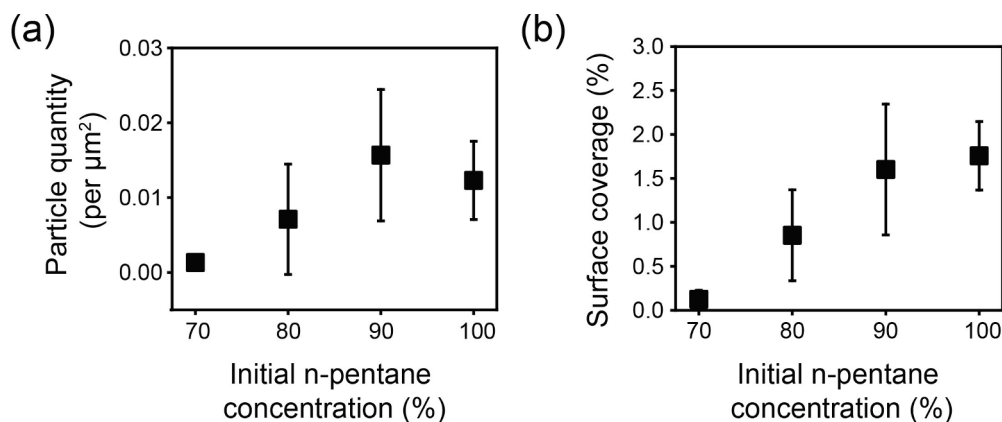 (a)
Particle quantity
(per µm²)
0.03
0.02
0.01
0.00
70
80
90
100
Initial n-pentane
concentration (%)
(b)
Surface coverage (%)
3.0
2.5
2.0
1.5
1.0
0.5
0.0
70
80
90
100
Initial n-pentane
concentration (%)